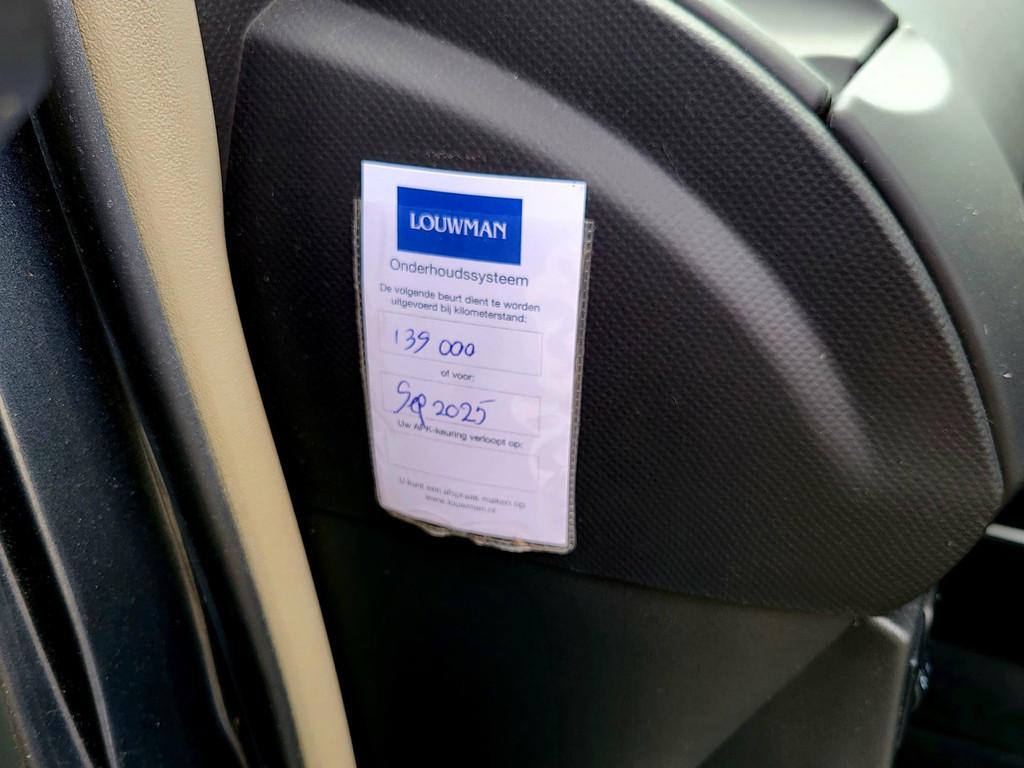 LOUWMAN
Onderhoudssysteem
De volgende beurt dient te worden
uitgevoerd bij kilometerstand:
139 000
of voor:
Sep 2025
Uw APK-keuring verloopt op:
U kunt een afspraak maken op
www.louwman.nl